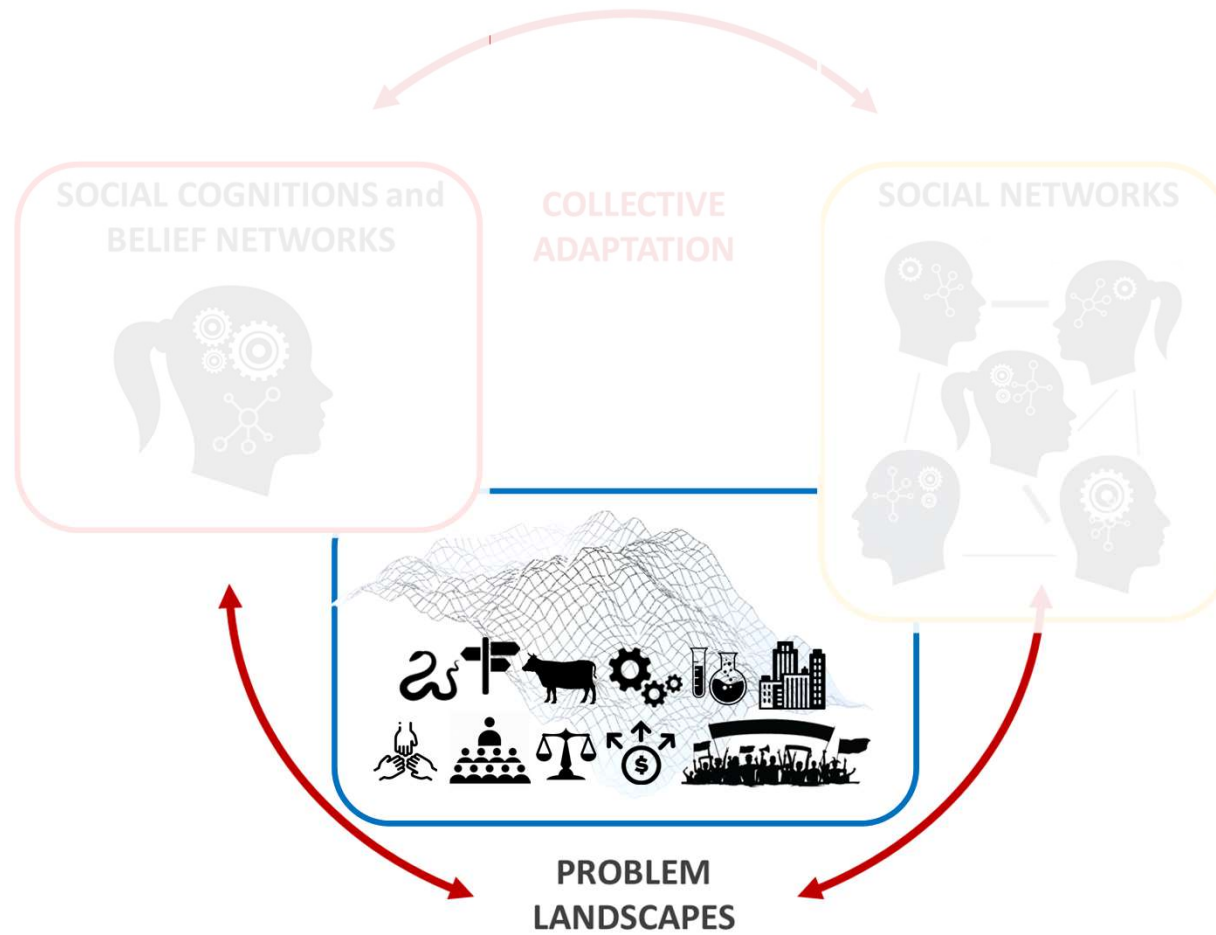 SOCIAL COGNITIONS and
BELIEF NETWORKS
COLLECTIVE
ADAPTATION
SOCIAL NETWORKS
$
PROBLEM
LANDSCAPES